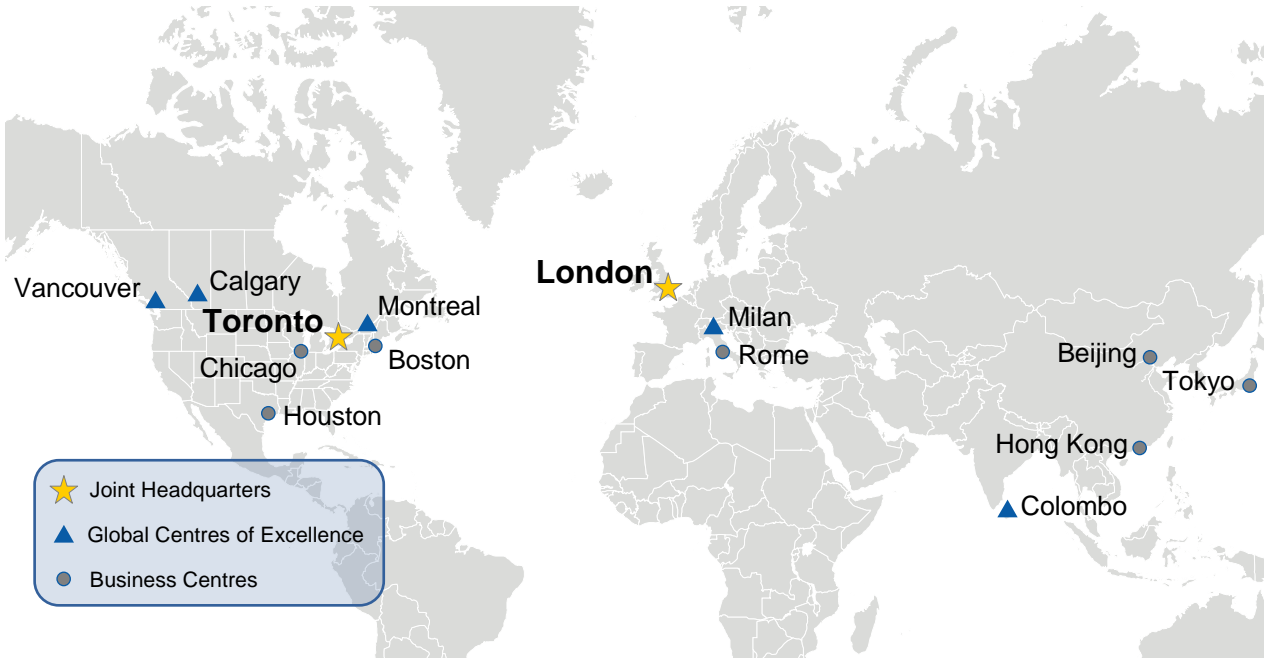 London
Calgary
Vancouver
Montreal
Toronto
Milan
Beijing
Rome
Boston
Chicago
Tokyo
Houston
Hong Kong
Joint Headquarters
Colombo
Global Centres of Excellence
Business Centres